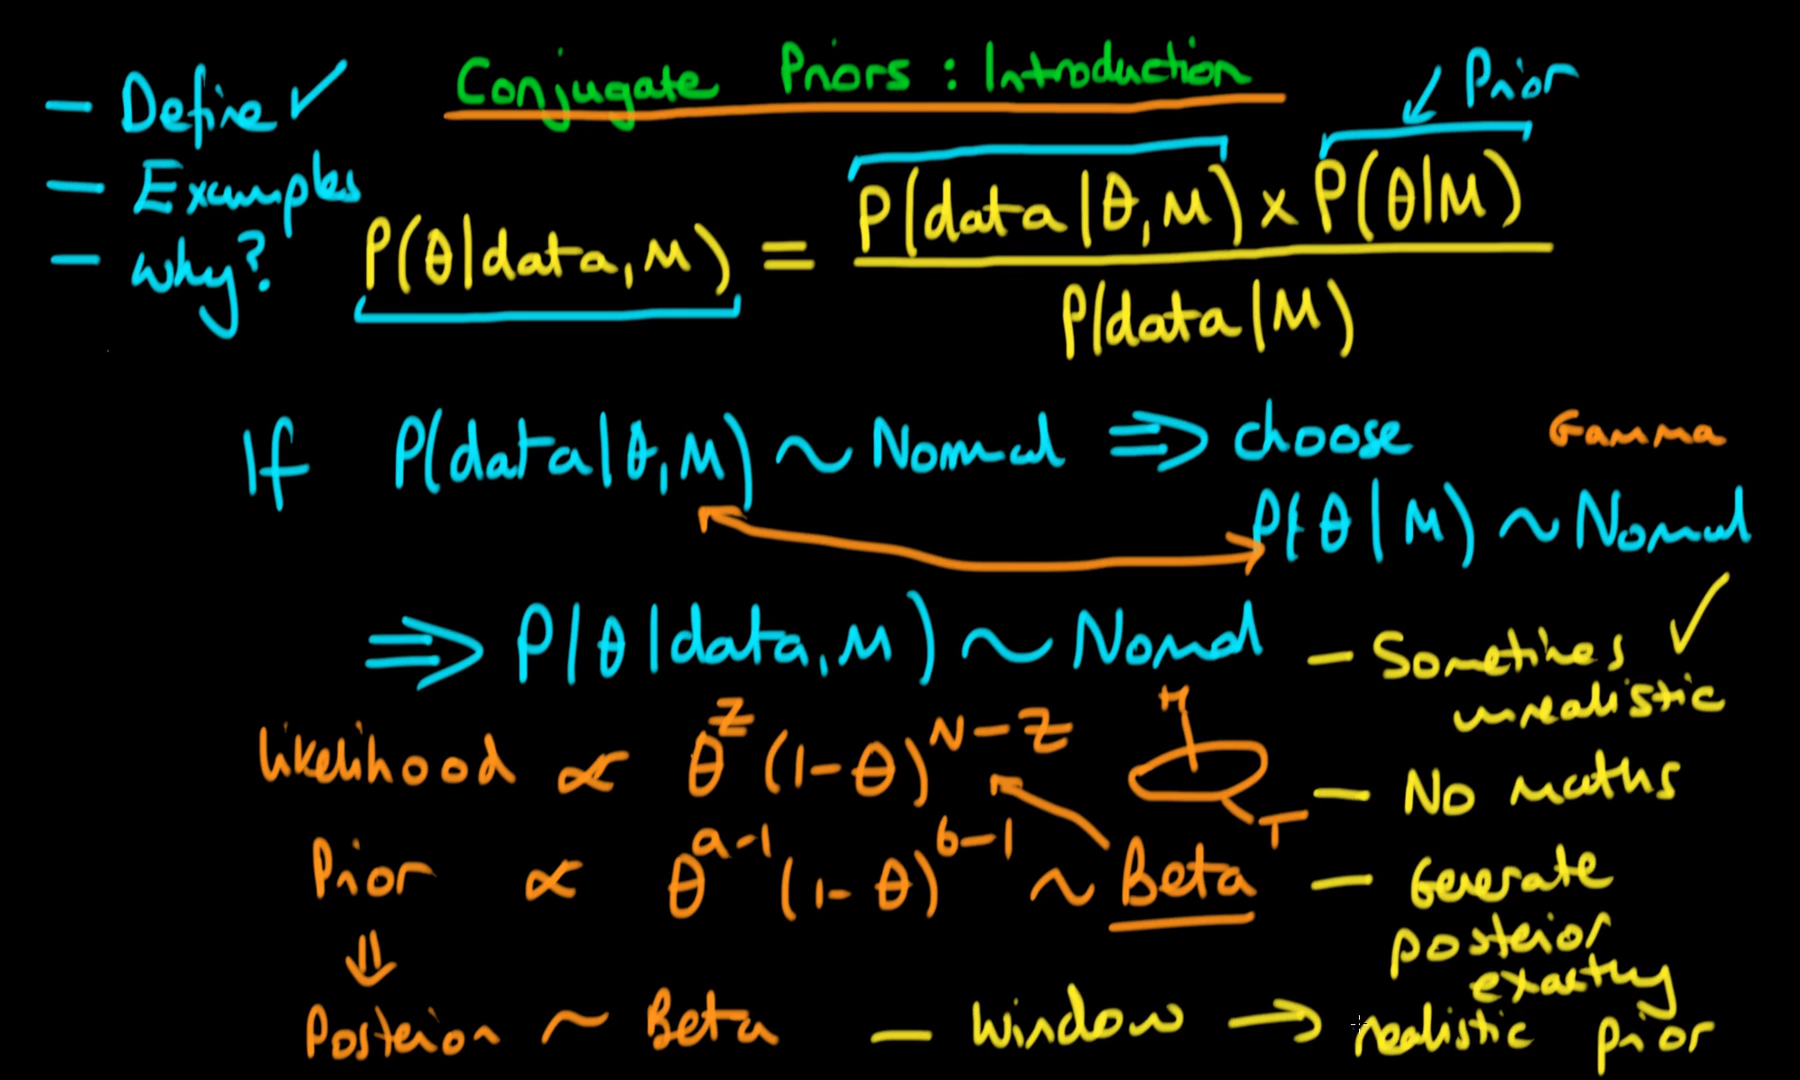 Conjugate Priors : Introduction
– Define ✓
– Examples
– why?
Prior
P(θ|data,M) = P(data|θ,M) x P(θ|M)
P(data|M)
If P(data|θ,M) ~ Normal ⇒ choose
Gamma
P(θ|M) ~ Normal
⇒ P(θ|data,M) ~ Normal
likelihood ∝ θ^Z (1-θ)^N-Z
H
T
Prior ∝ θ^a-1 (1-θ)^b-1 ~ Beta
⇓
Posterior ~ Beta
– Sometimes ✓
unrealistic
– No maths
– Generate
posterior
exactly
– Window → realistic prior